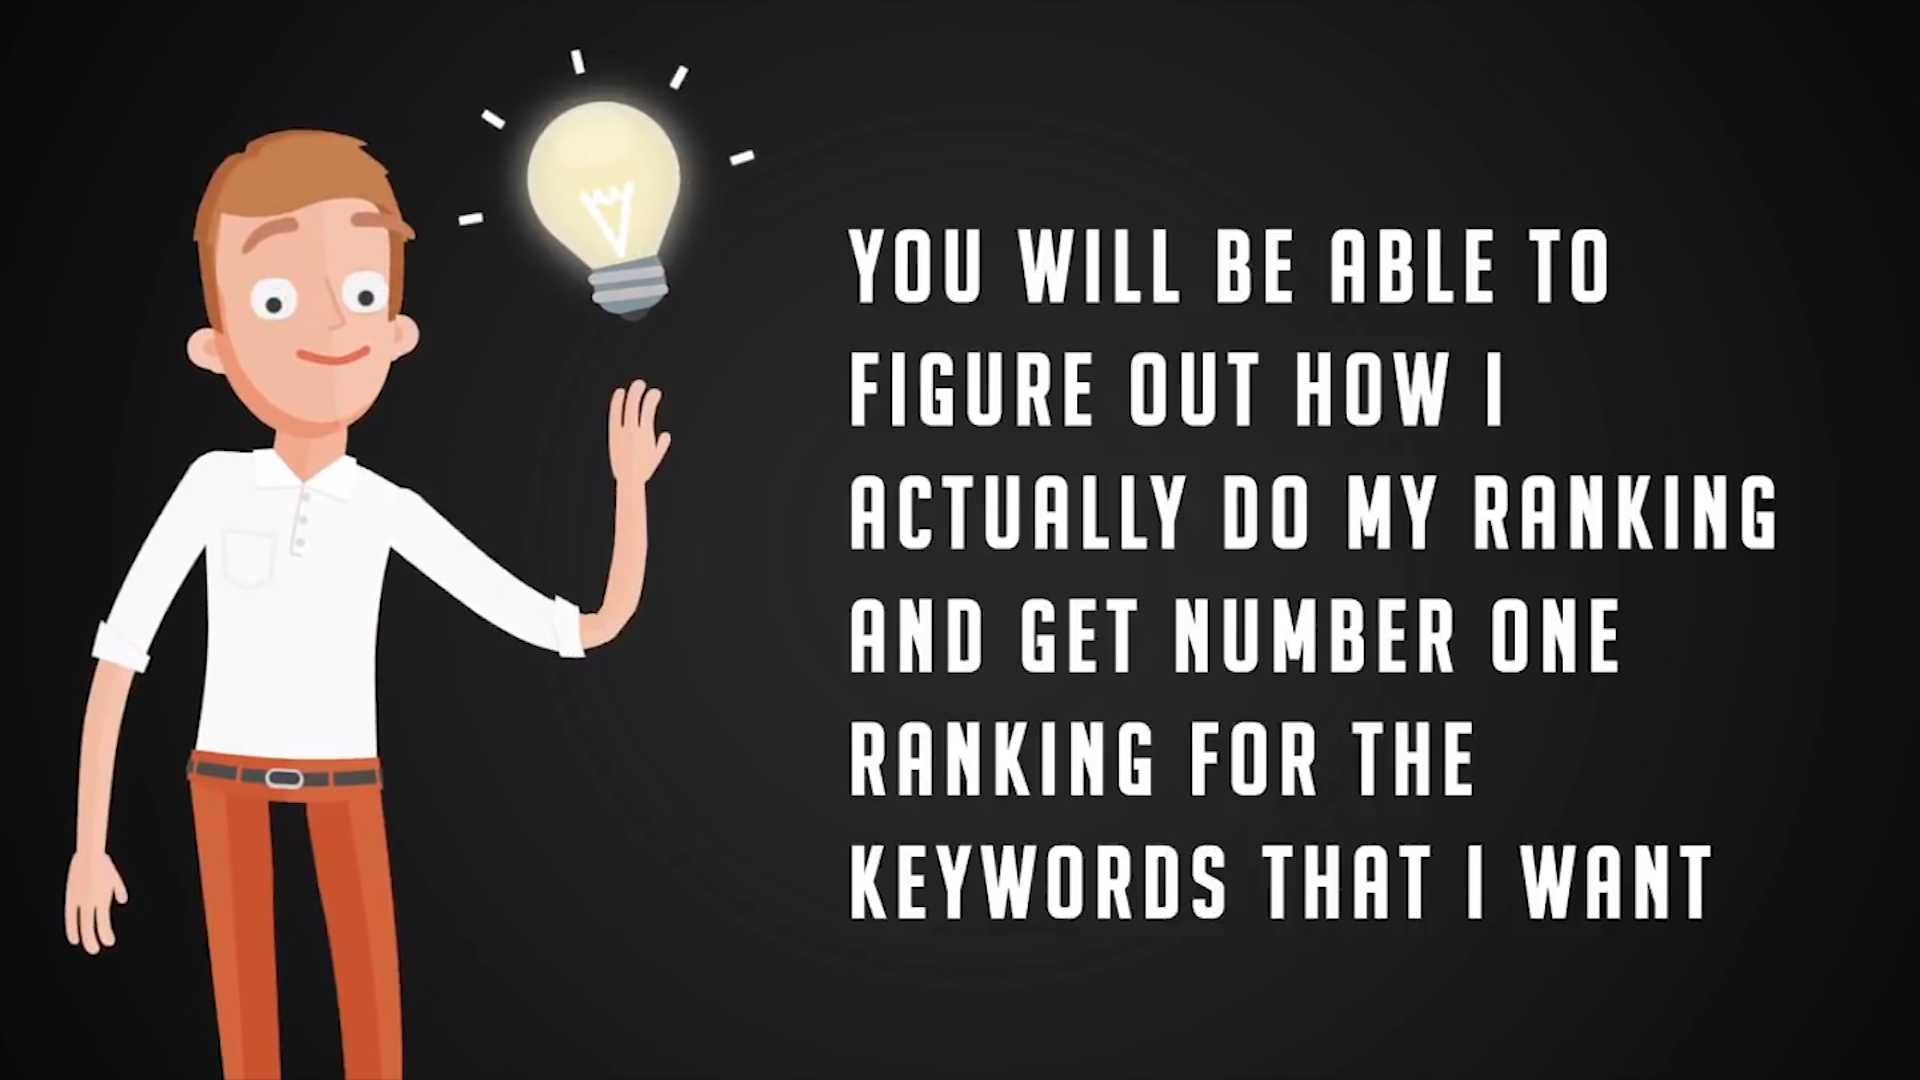 YOU WILL BE ABLE TO
FIGURE OUT HOW I
ACTUALLY DO MY RANKING
AND GET NUMBER ONE
RANKING FOR THE
KEYWORDS THAT I WANT